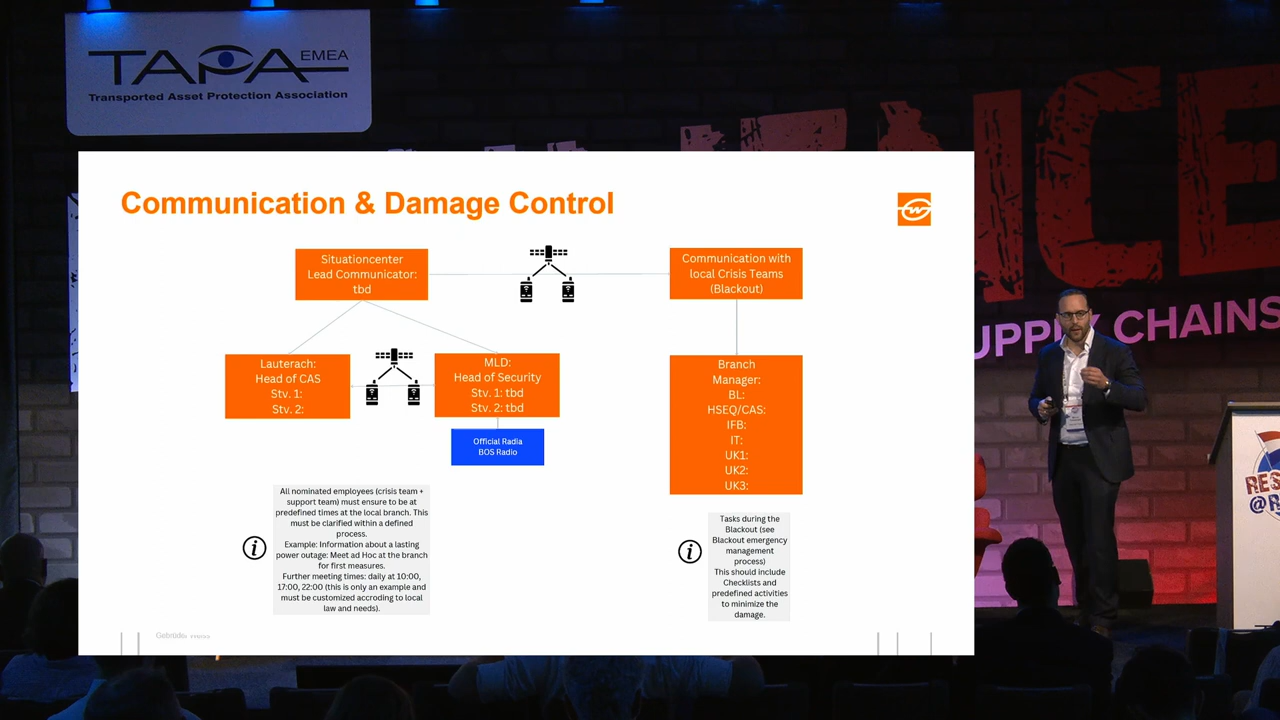 TAPA EMEA
Transported Asset Protection Association
Communication & Damage Control
Situationcenter
Lead Communicator:
tbd
Communication with
local Crisis Teams
(Blackout)
Lauterach:
Head of CAS
Stv. 1:
Stv. 2:
MLD:
Head of Security
Stv. 1: tbd
Stv. 2: tbd
Official Radia
BOS Radio
Branch
Manager:
BL:
HSEQ/CAS:
IFB:
IT:
UK1:
UK2:
UK3:
All nominated employees (crisis team +
support team) must ensure to be at
predefined times at the local branch. This
must be clarified within a defined
process.
Example: Information about a lasting
power outage: Meet ad Hoc at the branch
for first measures.
Further meeting times: daily at 10:00,
17:00, 22:00 (this is only an example and
must be customized accroding to local
law and needs).
Tasks during the
Blackout (see
Blackout emergency
management
process)
This should include
Checklists and
predefined activities
to minimize the
damage.
Gebrüder
SUPPLY CHAINS